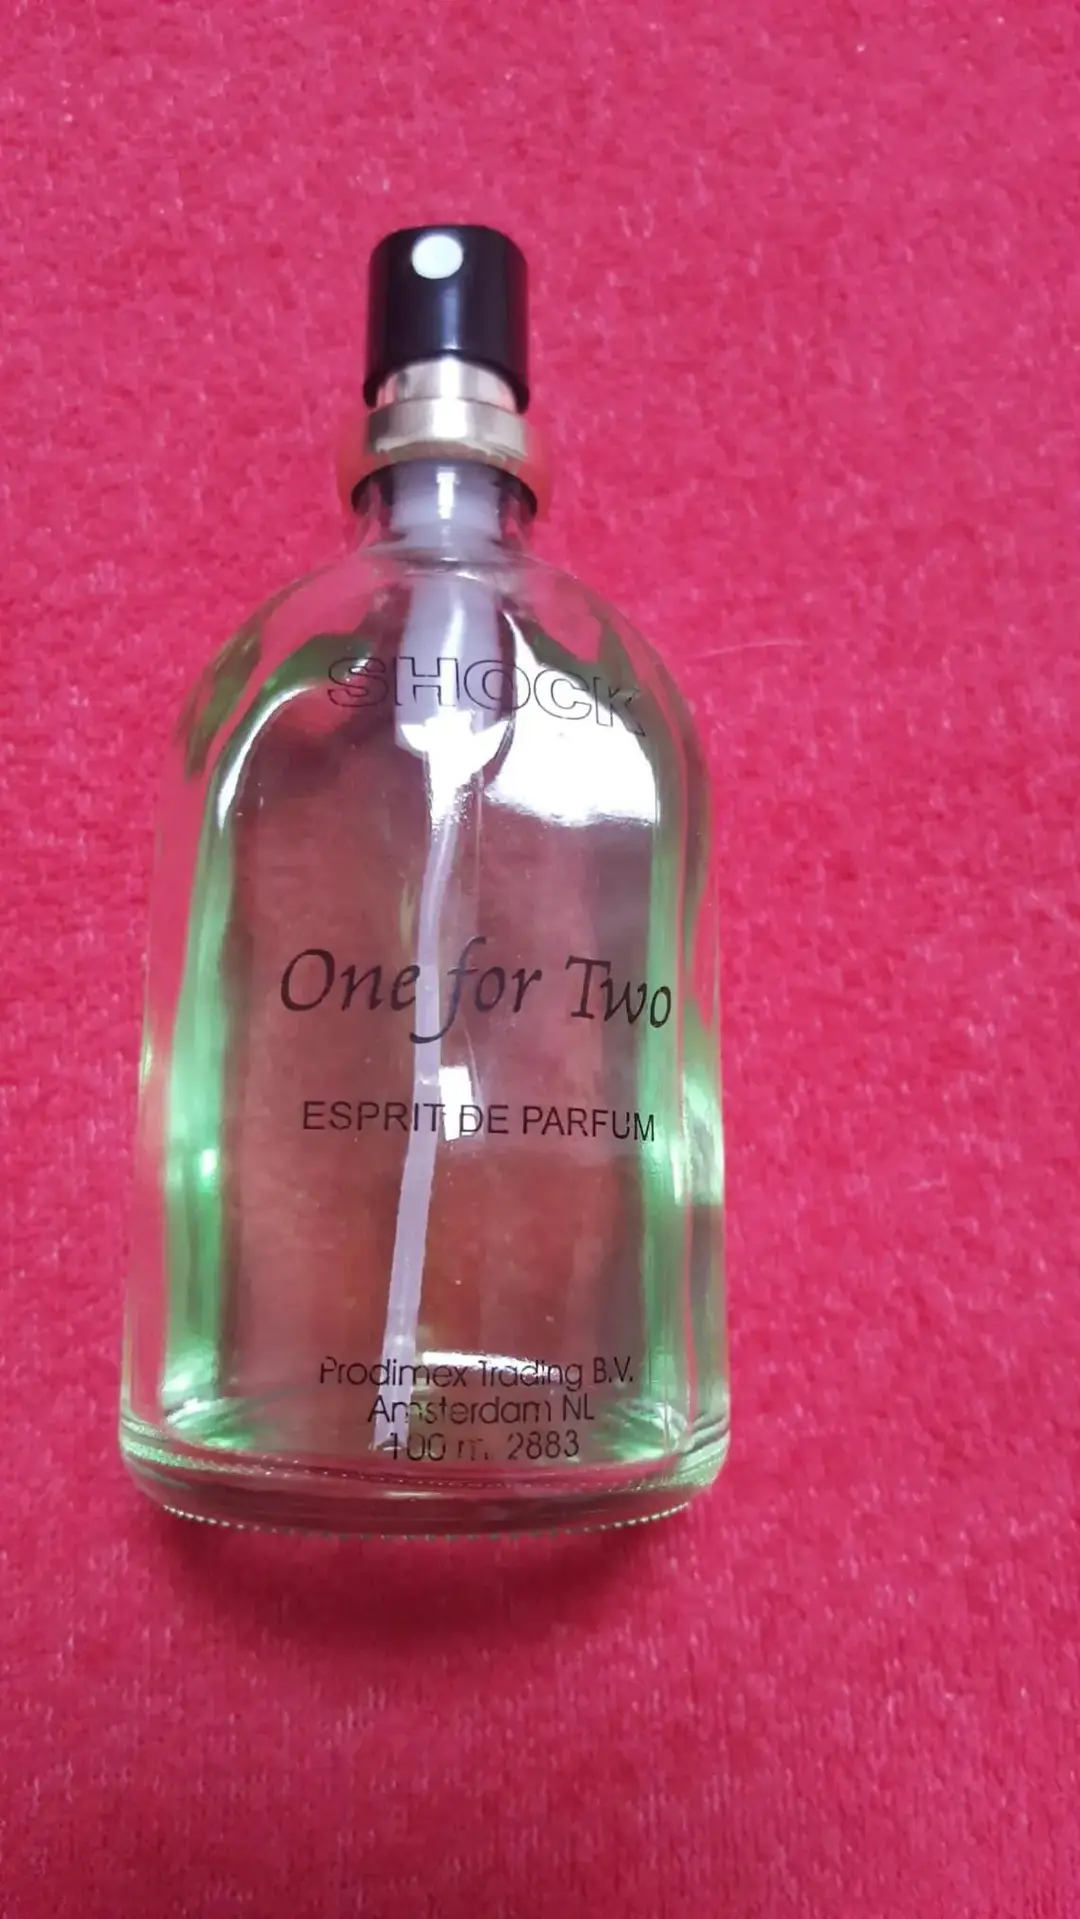 SHOCK
One for Two
ESPRIT DE PARFUM
Prodimex Trading B.V.
Amsterdam NL
100 m. 2883